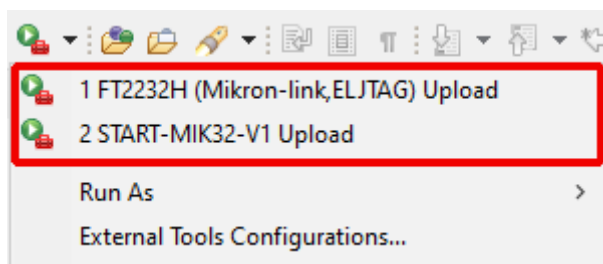 1 FT2232H (Mikron-link,ELJTAG) Upload
2 START-MIK32-V1 Upload
Run As
External Tools Configurations...